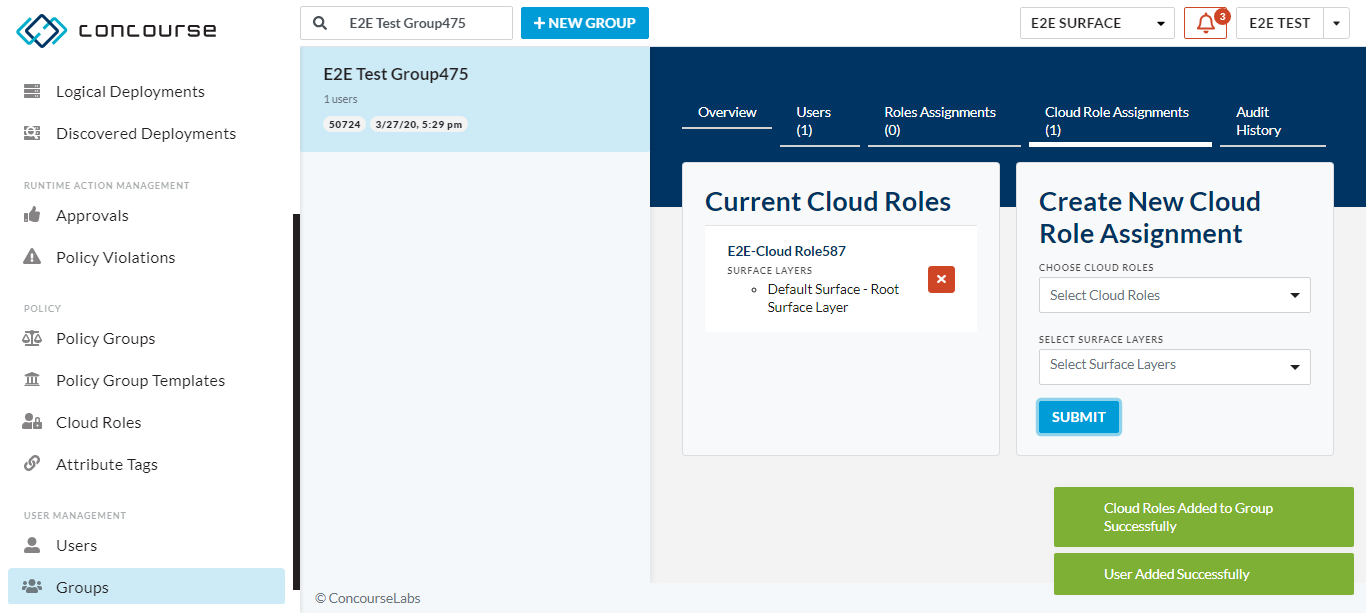 concourse
E2E Test Group475
+ NEW GROUP
E2E SURFACE
3
E2E TEST
Logical Deployments
Discovered Deployments
RUNTIME ACTION MANAGEMENT
Approvals
Policy Violations
POLICY
Policy Groups
Policy Group Templates
Cloud Roles
Attribute Tags
USER MANAGEMENT
Users
Groups
E2E Test Group475
1 users
50724 3/27/20, 5:29 pm
Overview
Users
(1)
Roles Assignments
(0)
Cloud Role Assignments
(1)
Audit
History
Current Cloud Roles
E2E-Cloud Role587
SURFACE LAYERS
Default Surface - Root
Surface Layer
Create New Cloud
Role Assignment
CHOOSE CLOUD ROLES
Select Cloud Roles
SELECT SURFACE LAYERS
Select Surface Layers
SUBMIT
Cloud Roles Added to Group
Successfully
User Added Successfully
© ConcourseLabs